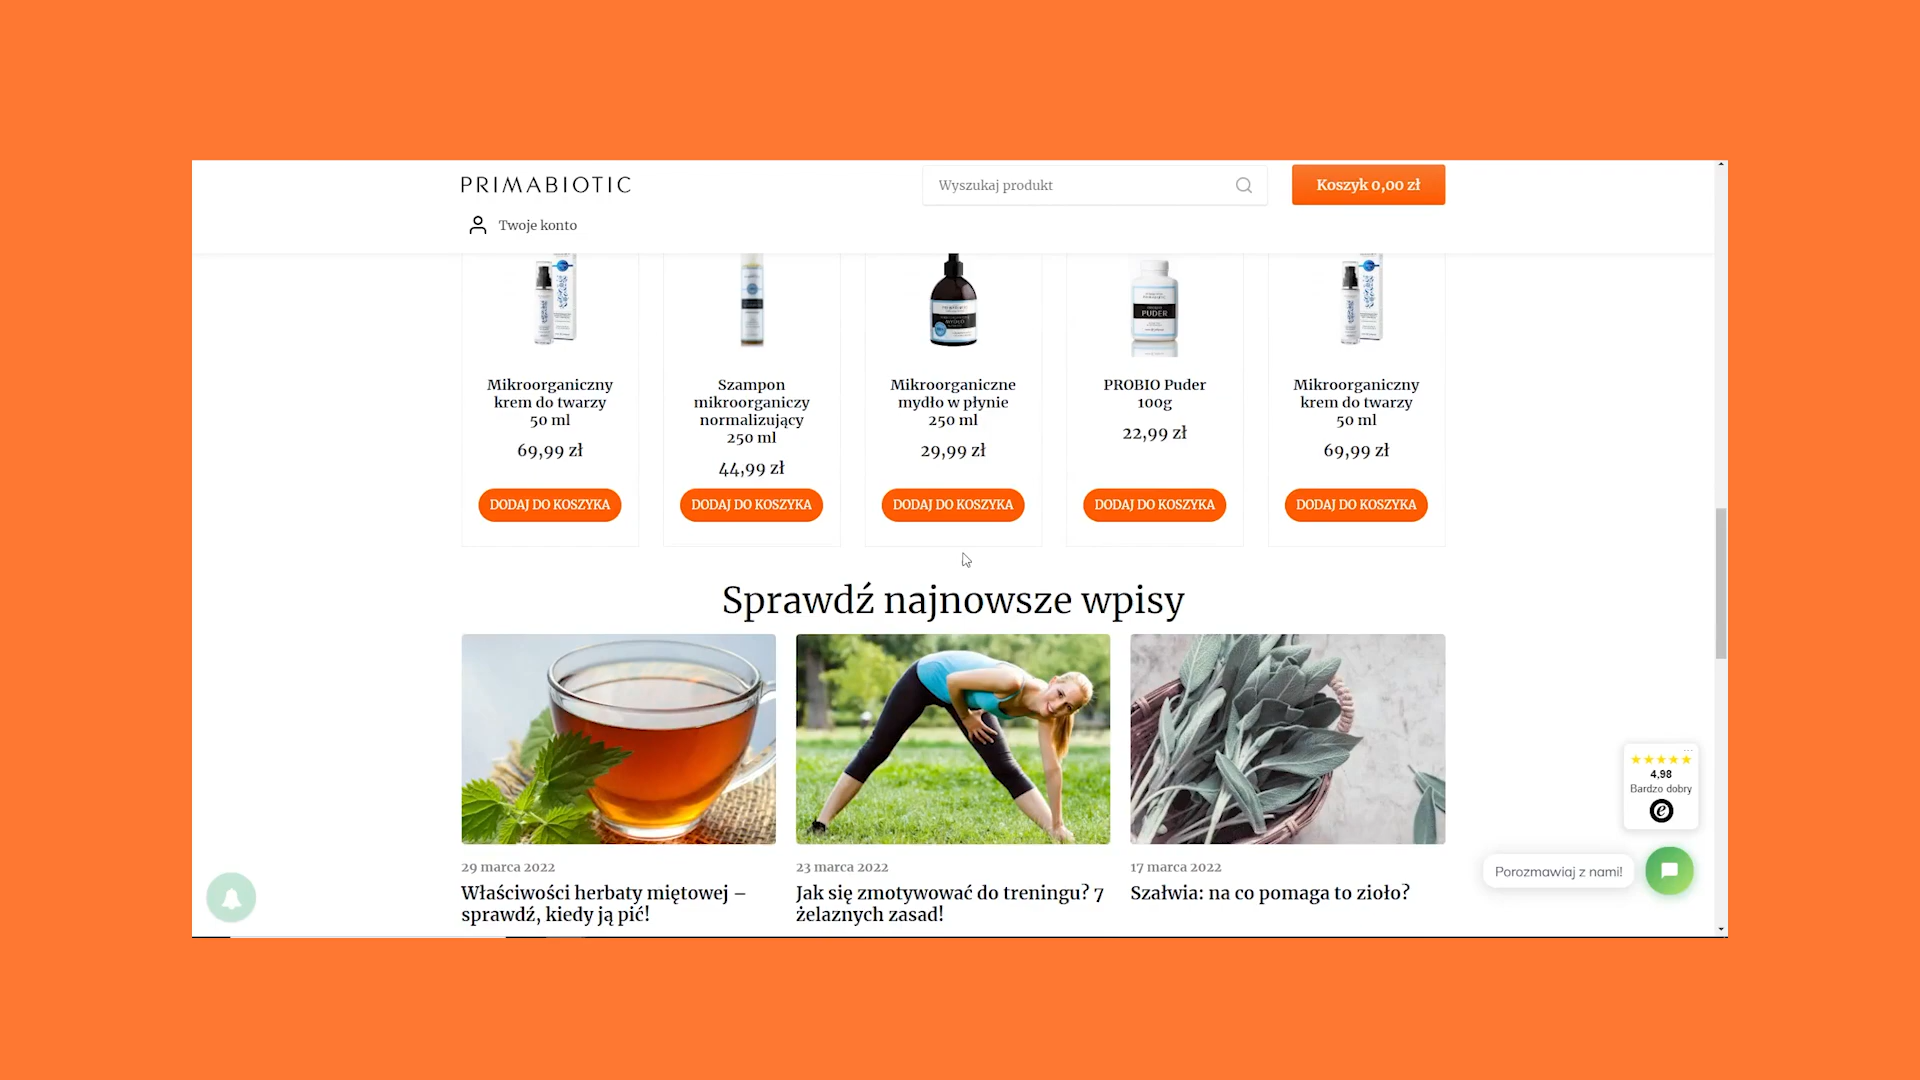 PRIMABIOTIC
Wyszukaj produkt
Koszyk 0,00 zł
Twoje konto
PUDER
Mikroorganiczny
krem do twarzy
50 ml
69,99 zł
DODAJ DO KOSZYKA
Szampon
mikroorganiczy
normalizujący
250 ml
44,99 zł
DODAJ DO KOSZYKA
Mikroorganiczne
mydło w płynie
250 ml
29,99 zł
DODAJ DO KOSZYKA
PROBIO Puder
100g
22,99 zł
DODAJ DO KOSZYKA
Mikroorganiczny
krem do twarzy
50 ml
69,99 zł
DODAJ DO KOSZYKA
Sprawdź najnowsze wpisy
29 marca 2022
Właściwości herbaty miętowej –
sprawdź, kiedy ją pić!
23 marca 2022
Jak się zmotywować do treningu? 7
żelaznych zasad!
17 marca 2022
Szałwia: na co pomaga to zioło?
4,98
Bardzo dobry
Porozmawiaj z nami!